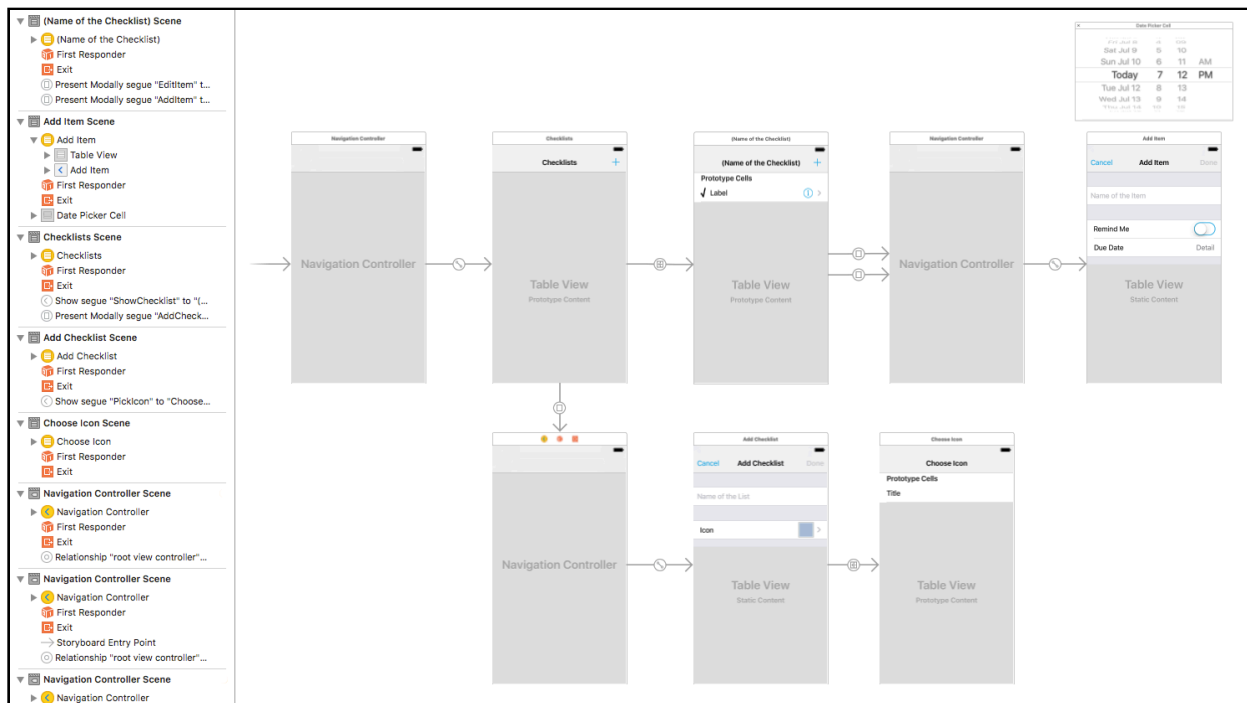 (Name of the Checklist) Scene
(Name of the Checklist)
First Responder
Exit
Present Modally segue "EditItem" t...
Present Modally segue "AddItem" t...
Add Item Scene
Add Item
Table View
Add Item
First Responder
Exit
Date Picker Cell
Checklists Scene
Checklists
First Responder
Exit
Show segue "ShowChecklist" to "(...
Present Modally segue "AddCheck...
Add Checklist Scene
Add Checklist
First Responder
Exit
Show segue "PickIcon" to "Choose...
Choose Icon Scene
Choose Icon
First Responder
Exit
Navigation Controller Scene
Navigation Controller
First Responder
Exit
Relationship "root view controller"...
Navigation Controller Scene
Navigation Controller
First Responder
Exit
Storyboard Entry Point
Relationship "root view controller"...
Navigation Controller Scene
Navigation Controller
Date Picker Cell
Fri Jul 8 4 09
Sat Jul 9 5 10
Sun Jul 10 6 11 AM
Today 7 12 PM
Tue Jul 12 8 13
Wed Jul 13 9 14
Thu Jul 14 10
Navigation Controller
Navigation Controller
Checklists
Checklists +
Table View
Prototype Content
(Name of the Checklist)
(Name of the Checklist) +
Prototype Cells
Label
Table View
Prototype Content
Navigation Controller
Navigation Controller
Add Item
Cancel Add Item Done
Name of the Item
Remind Me
Due Date Detail
Table View
Static Content
Navigation Controller
Add Checklist
Cancel Add Checklist Done
Name of the List
Icon
Table View
Static Content
Choose Icon
Choose Icon
Prototype Cells
Title
Table View
Prototype Content